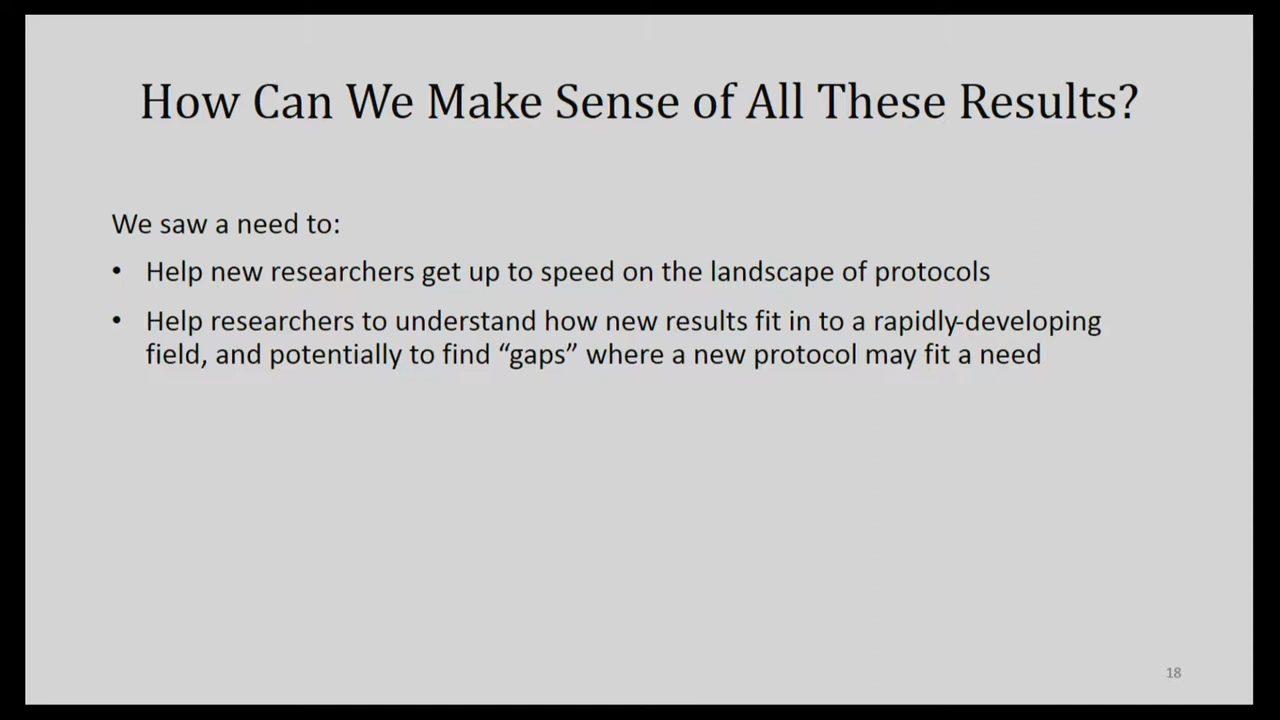 How Can We Make Sense of All These Results?
We saw a need to:
• Help new researchers get up to speed on the landscape of protocols
• Help researchers to understand how new results fit in to a rapidly-developing
field, and potentially to find “gaps” where a new protocol may fit a need
18